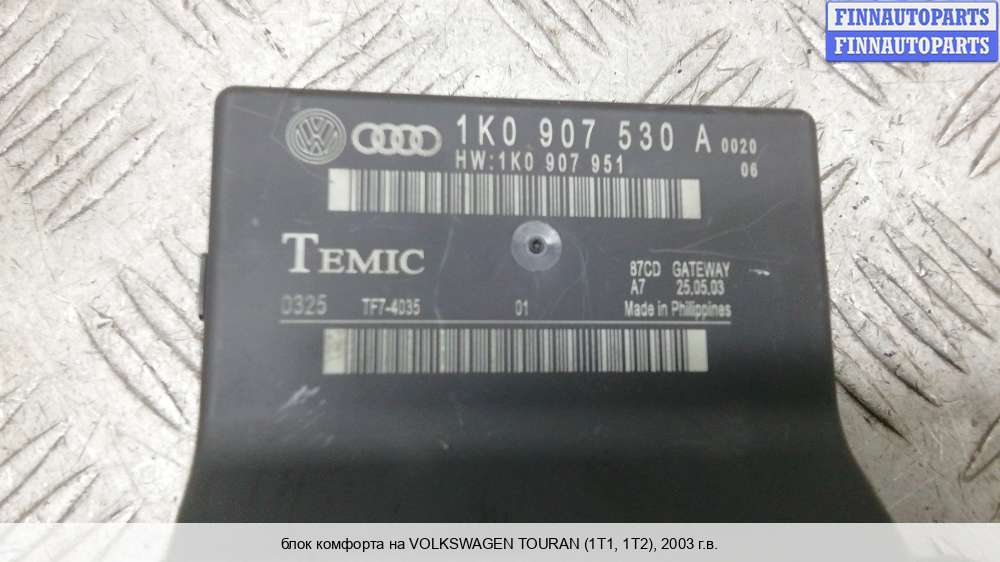 FINNAUTOPARTS
FINNAUTOPARTS
1K0 907 530 A 0020
HW:1K0 907 951 06
TEMIC
87CD GATEWAY
A7 25.05.03
0325 TF7-4035 01 Made in Philippines
блок комфорта на VOLKSWAGEN TOURAN (1T1, 1T2), 2003 г.в.